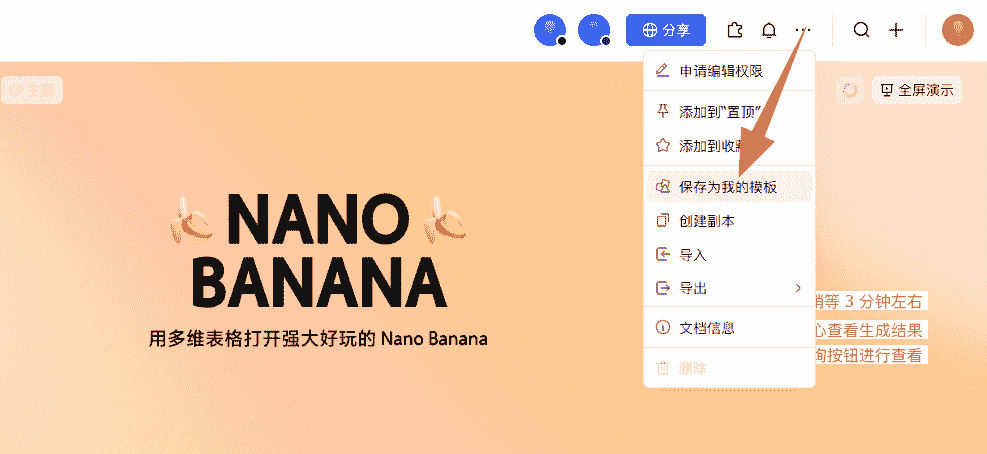 分享
申请编辑权限
主题
添加到“置顶”
全屏演示
添加到收
保存为我的模板
NANO
创建副本
BANANA
导入
导出
稍等 3 分钟左右
文档信息
心查看生成结果
用多维表格打开强大好玩的 Nano Banana
询按钮进行查看
删除